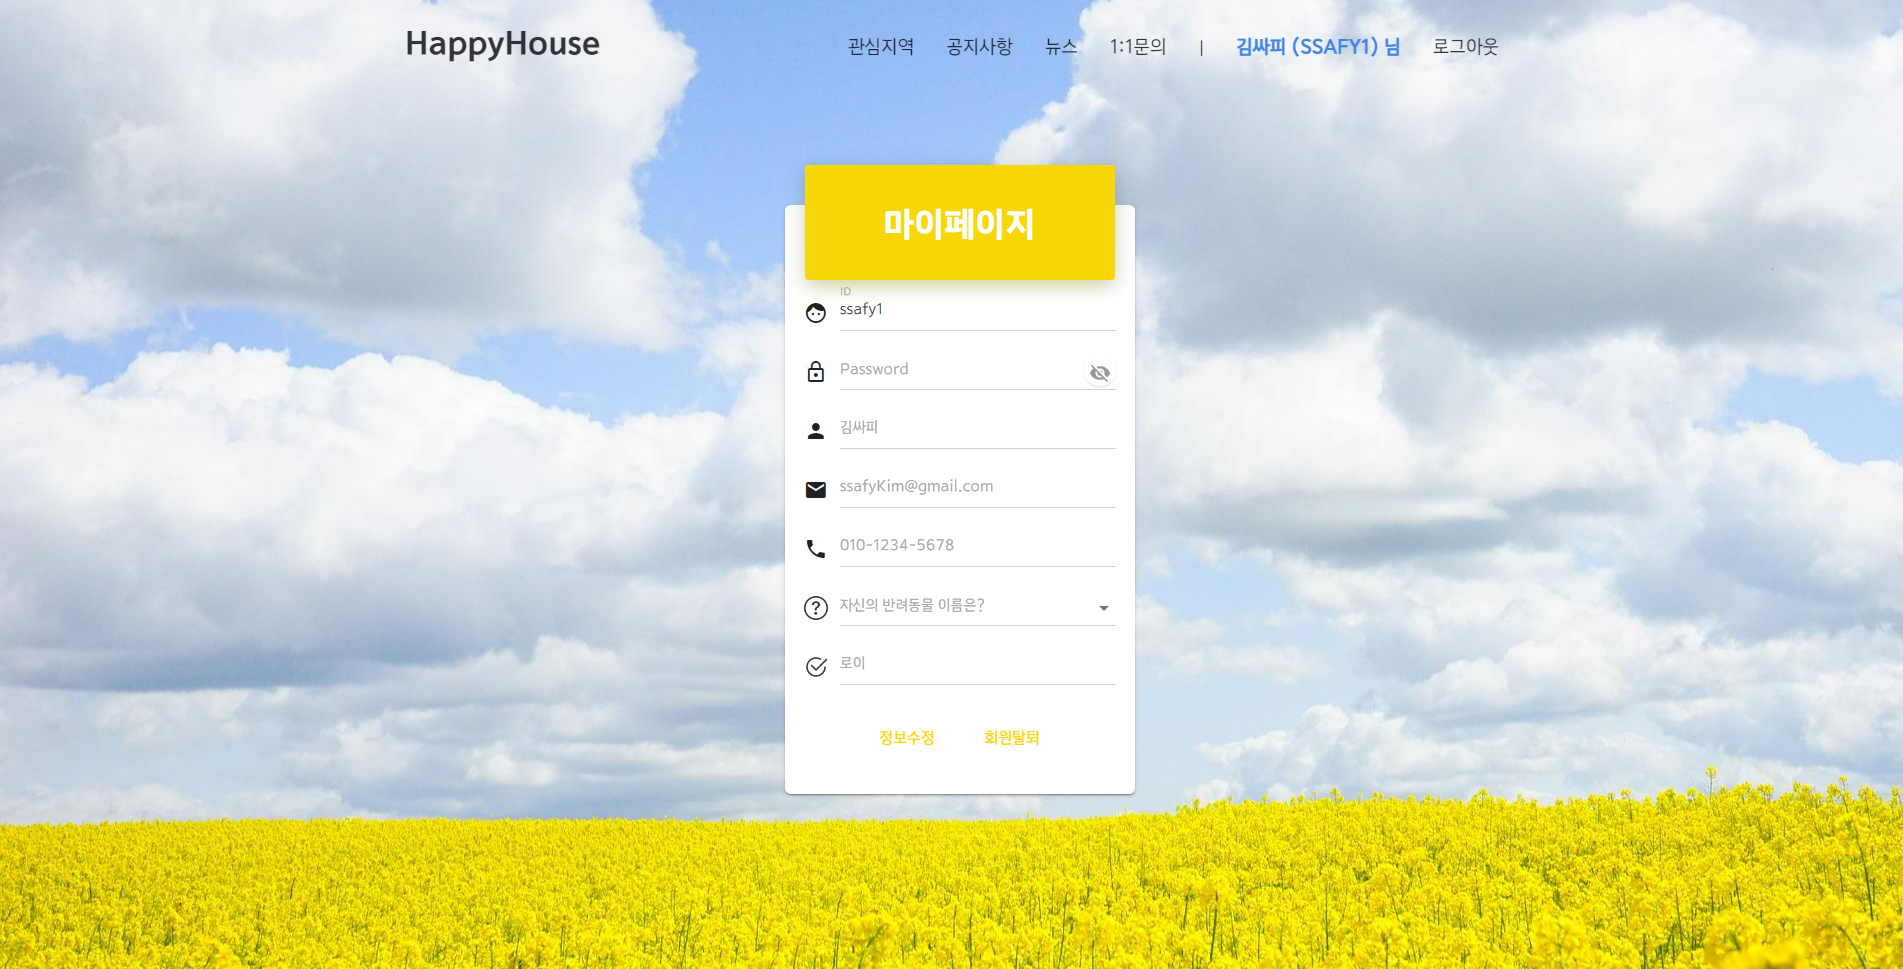 HappyHouse
관심지역 공지사항 뉴스 1:1문의 | 김싸피 (SSAFY1) 님 로그아웃
마이페이지
ID
ssafy1
Password
김싸피
ssafyKim@gmail.com
010-1234-5678
자신의 반려동물 이름은?
로이
정보수정 회원탈퇴